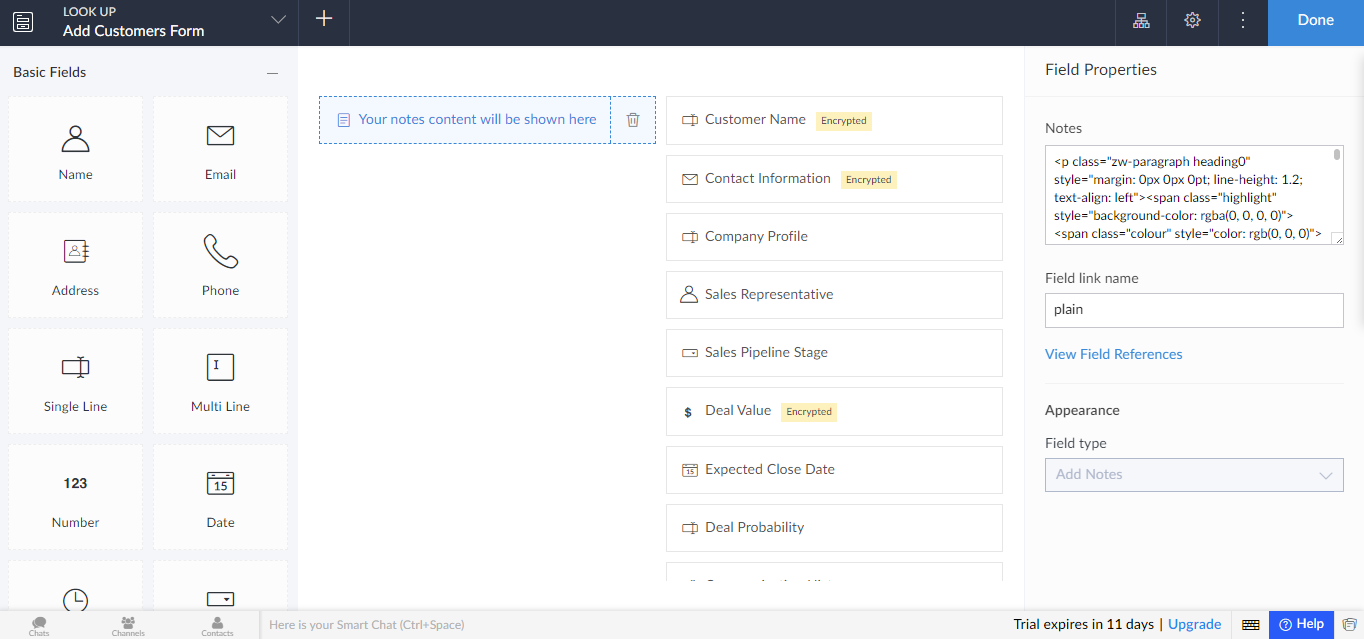 LOOK UP
Add Customers Form
Done
Basic Fields
Name
Email
Address
Phone
Single Line
Multi Line
123
Number
15
Date
Your notes content will be shown here
Customer Name Encrypted
Contact Information Encrypted
Company Profile
Sales Representative
Sales Pipeline Stage
$ Deal Value Encrypted
15 Expected Close Date
Deal Probability
Field Properties
Notes
<p class="zw-paragraph heading0"
style="margin: 0px 0px 0pt; line-height: 1.2;
text-align: left"><span class="highlight"
style="background-color: rgba(0, 0, 0, 0)">
<span class="colour" style="color: rgb(0, 0, 0)">
Field link name
plain
View Field References
Appearance
Field type
Add Notes
Chats
Channels
Contacts
Here is your Smart Chat (Ctrl+Space)
Trial expires in 11 days | Upgrade
? Help